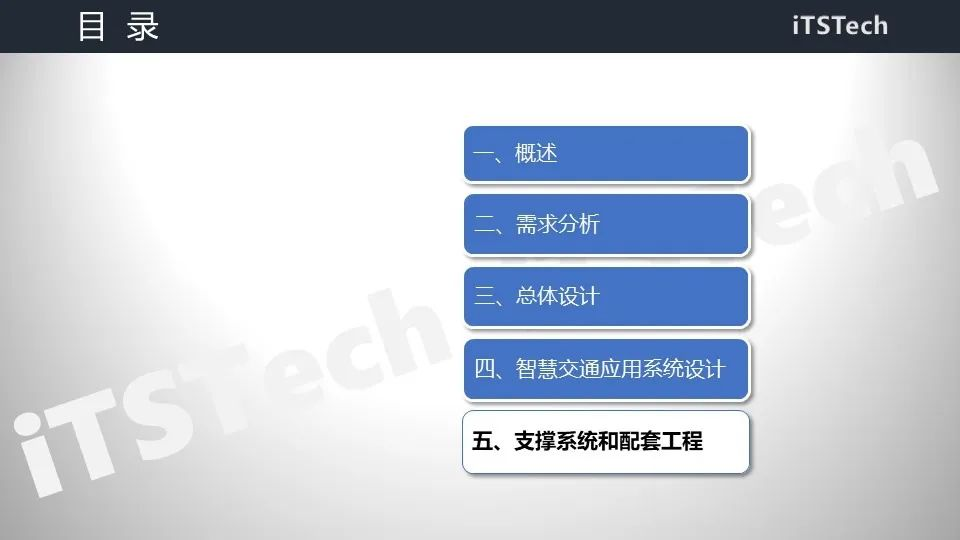 目 录
iTSTech
一、概述
二、需求分析
三、总体设计
四、智慧交通应用系统设计
五、支撑系统和配套工程
iTSTech
iTSTech